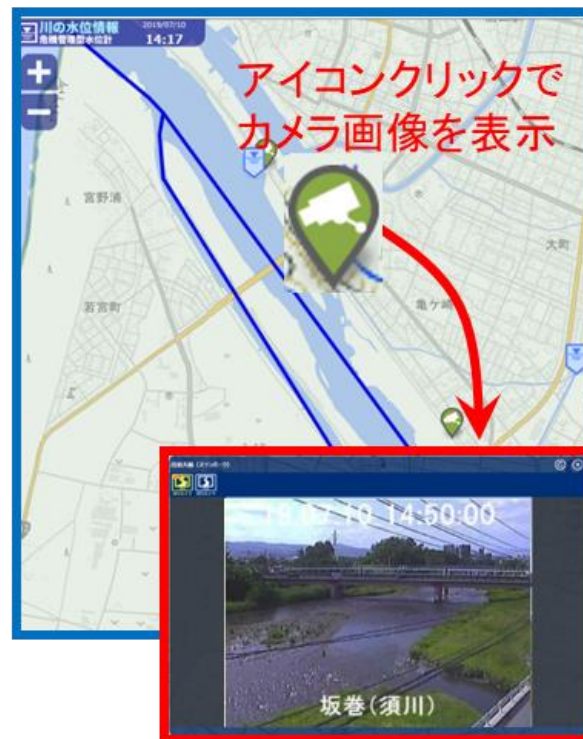 川の水位情報
危機管理型水位計
2019/07/10
14:17
アイコンクリックで
カメラ画像を表示
宮野浦
若宮町
大町
亀ケ崎
19.07.10 14:50:00
坂巻(須川)